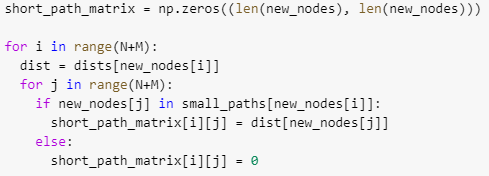 short_path_matrix = np.zeros((len(new_nodes), len(new_nodes)))

for i in range(N+M):
  dist = dists[new_nodes[i]]
  for j in range(N+M):
    if new_nodes[j] in small_paths[new_nodes[i]]:
      short_path_matrix[i][j] = dist[new_nodes[j]]
    else:
      short_path_matrix[i][j] = 0